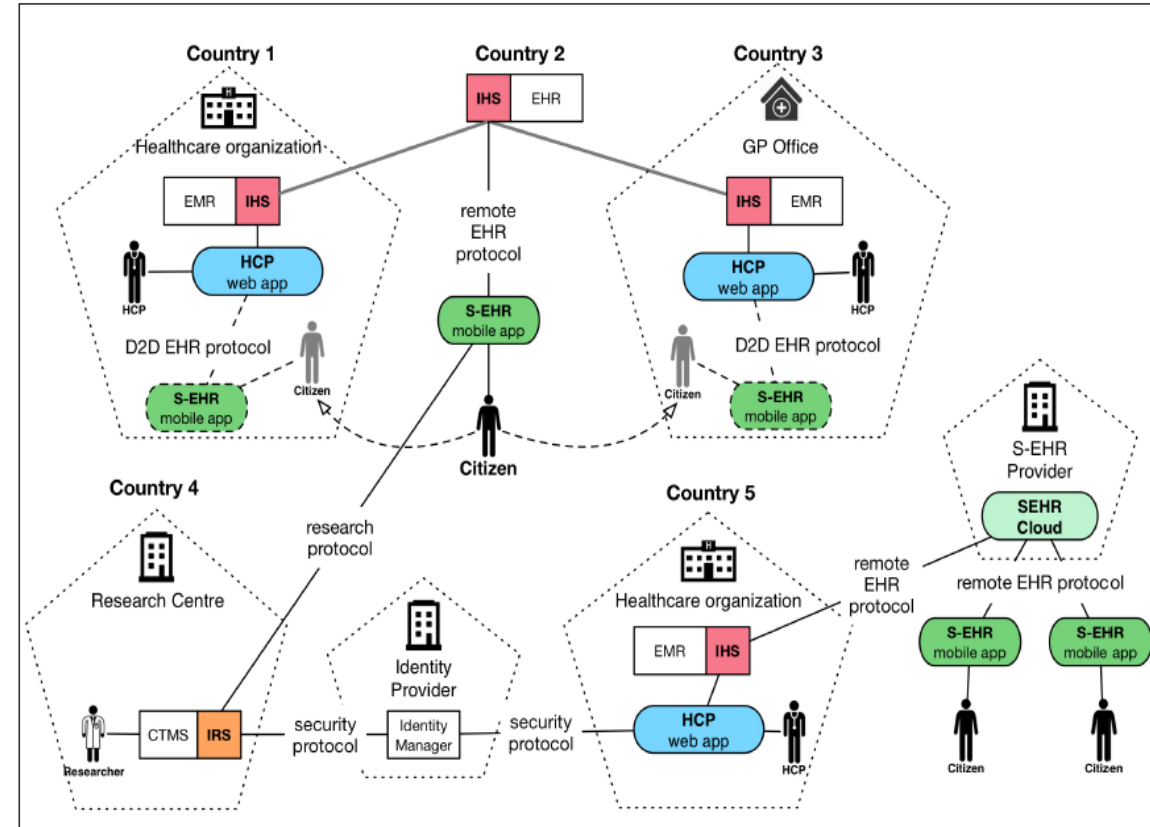 Country 1
Country 2
Country 3
H
IHS
EHR
Healthcare organization
GP Office
EMR
IHS
IHS
EMR
remote
EHR
protocol
HCP
web app
HCP
HCP
web app
HCP
S-EHR
mobile app
D2D EHR protocol
D2D EHR protocol
Citizen
Citizen
S-EHR
mobile app
S-EHR
mobile app
Citizen
S-EHR
Provider
Country 4
Country 5
SEHR
Cloud
research
protocol
H
Research Centre
Healthcare organization
remote
EHR
protocol
remote EHR protocol
Identity
Provider
EMR
IHS
S-EHR
mobile app
S-EHR
mobile app
CTMS
IRS
security
protocol
Identity
Manager
security
protocol
HCP
web app
Researcher
HCP
Citizen
Citizen